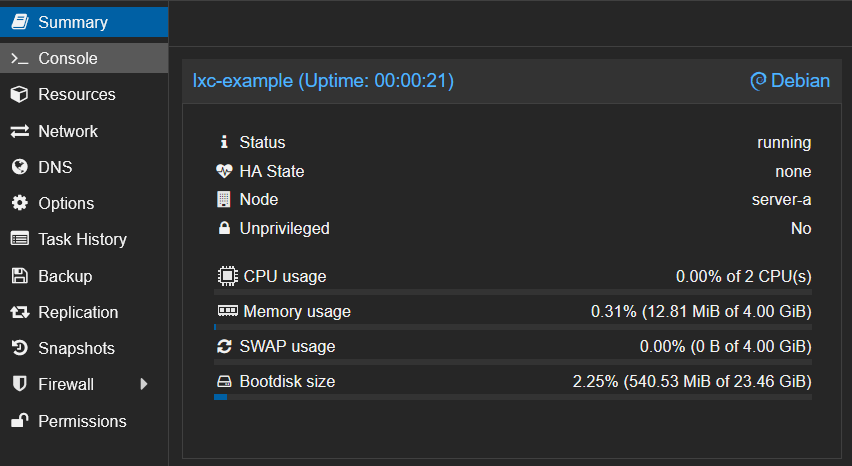 Summary
Console
Resources
Network
DNS
Options
Task History
Backup
Replication
Snapshots
Firewall
Permissions
lxc-example (Uptime: 00:00:21)
Debian
Status running
HA State none
Node server-a
Unprivileged No
CPU usage 0.00% of 2 CPU(s)
Memory usage 0.31% (12.81 MiB of 4.00 GiB)
SWAP usage 0.00% (0 B of 4.00 GiB)
Bootdisk size 2.25% (540.53 MiB of 23.46 GiB)